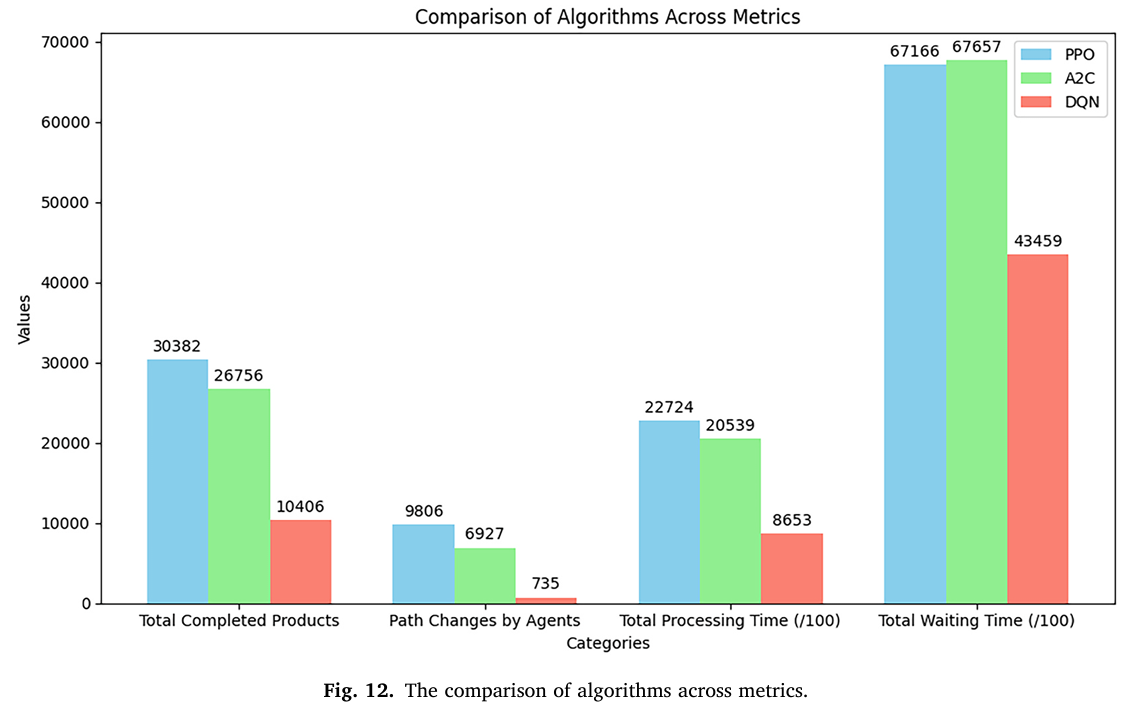 Comparison of Algorithms Across Metrics
PPO
A2C
DQN
Values
70000
60000
50000
40000
30000
20000
10000
0
30382
26756
10406
9806
6927
735
22724
20539
8653
67166
67657
43459
Total Completed Products
Path Changes by Agents
Total Processing Time (/100)
Total Waiting Time (/100)
Categories
Fig. 12. The comparison of algorithms across metrics.